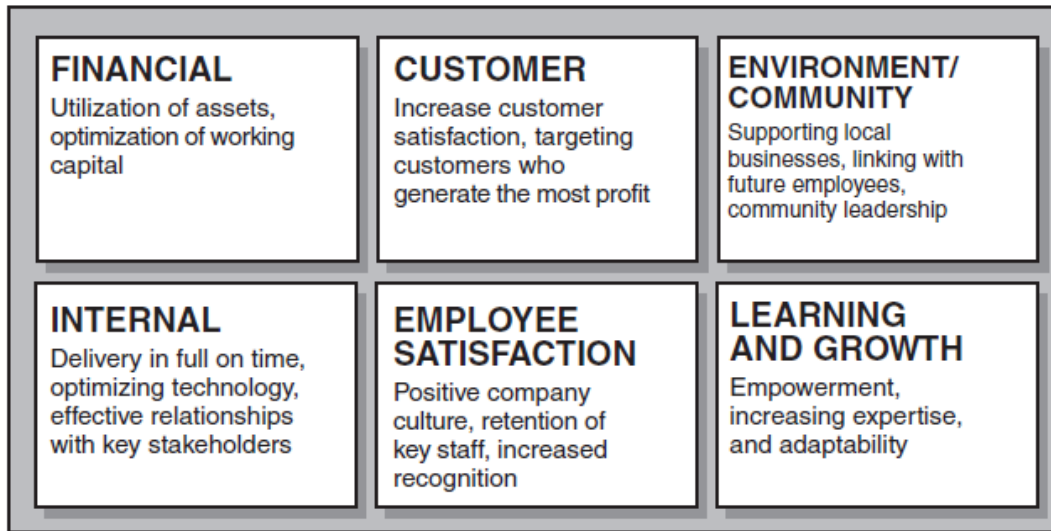 FINANCIAL
Utilization of assets,
optimization of working
capital
CUSTOMER
Increase customer
satisfaction, targeting
customers who
generate the most profit
ENVIRONMENT/
COMMUNITY
Supporting local
businesses, linking with
future employees,
community leadership
INTERNAL
Delivery in full on time,
optimizing technology,
effective relationships
with key stakeholders
EMPLOYEE
SATISFACTION
Positive company
culture, retention of
key staff, increased
recognition
LEARNING
AND GROWTH
Empowerment,
increasing expertise,
and adaptability